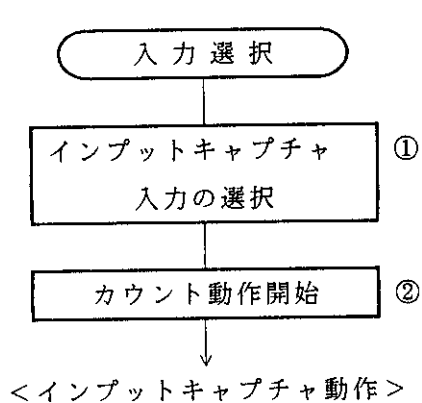 入力選択
インプットキャプチャ ①
入力の選択
カウント動作開始 ②
<インプットキャプチャ動作>